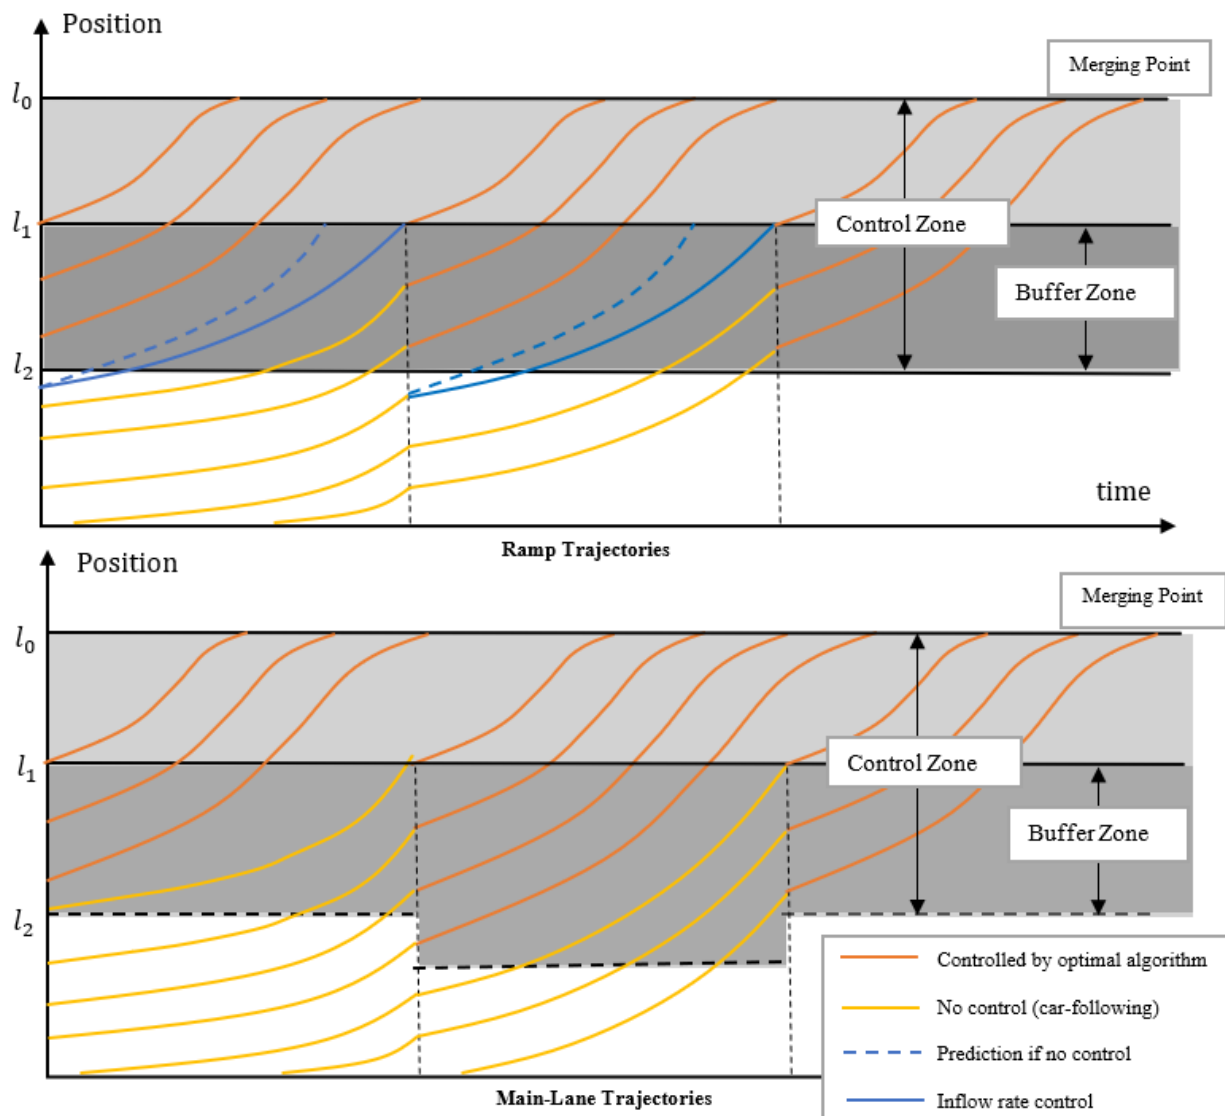 Position
Merging Point
l0
l1
Control Zone
Buffer Zone
l2
time
Ramp Trajectories
Position
Merging Point
l0
l1
Control Zone
Buffer Zone
l2
Controlled by optimal algorithm
No control (car-following)
Prediction if no control
Inflow rate control
Main-Lane Trajectories